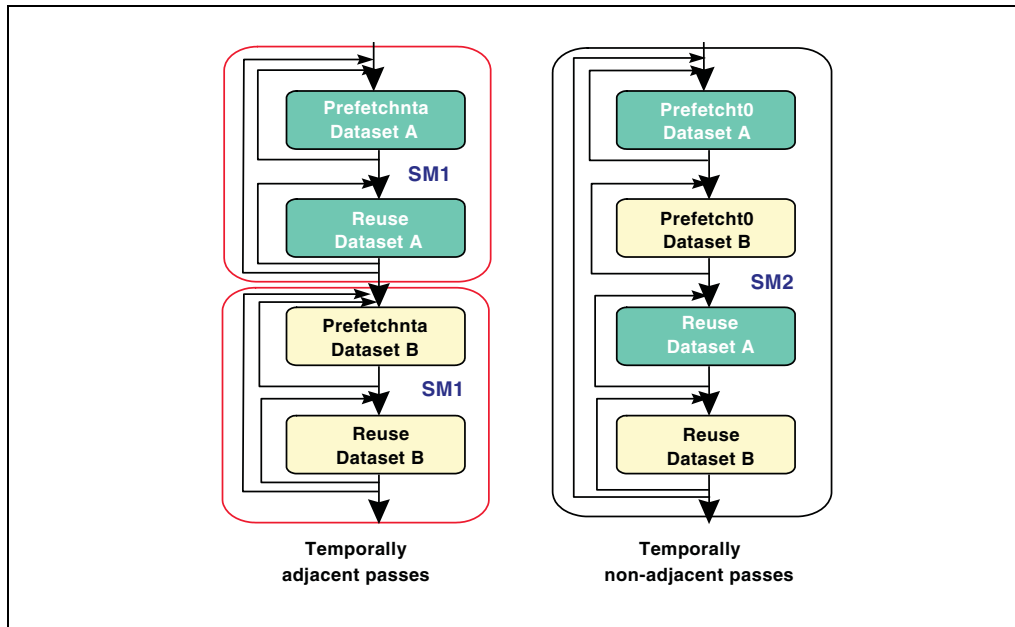 Prefetchnta
Dataset A
SM1
Reuse
Dataset A
Prefetchnta
Dataset B
SM1
Reuse
Dataset B
Temporally
adjacent passes
Prefetcht0
Dataset A
Prefetcht0
Dataset B
SM2
Reuse
Dataset A
Reuse
Dataset B
Temporally
non-adjacent passes